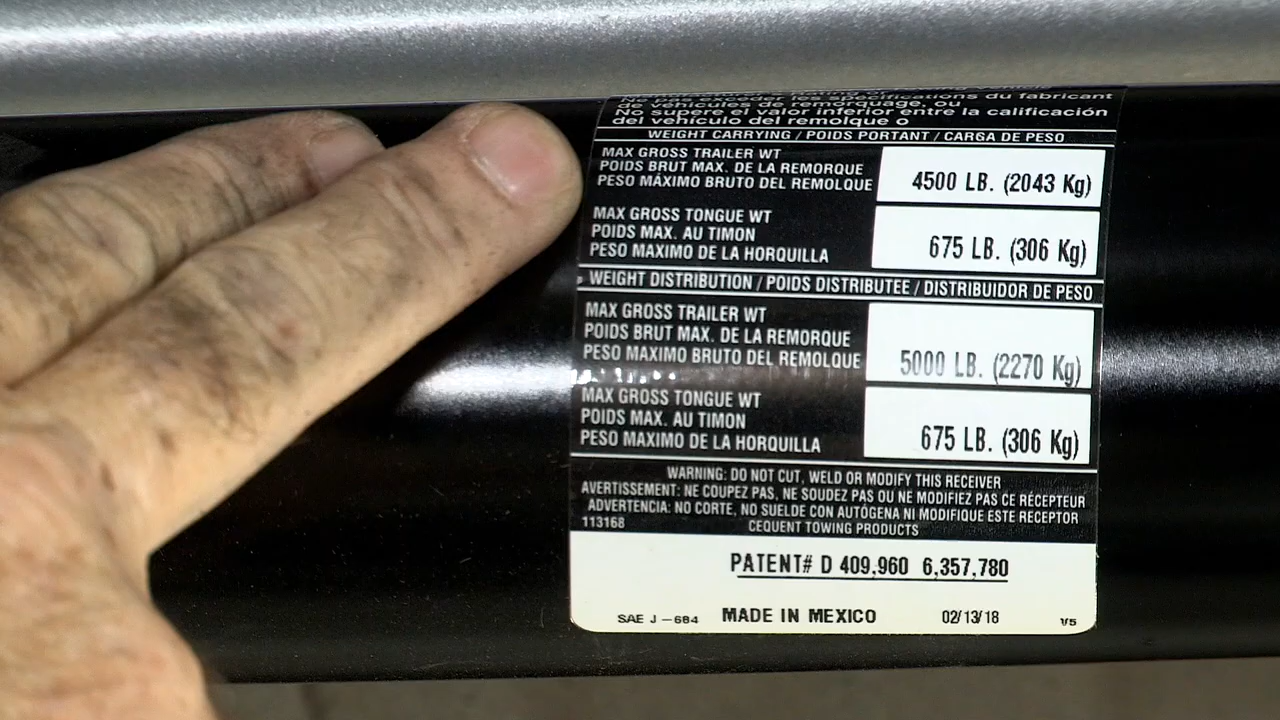 Ne pas excéder les spécifications du fabricant
de véhicules de remorquage, ou
No supere el valor inferior entre la calificación
del vehículo del remolque o
WEIGHT CARRYING / POIDS PORTANT / CARGA DE PESO
MAX GROSS TRAILER WT
POIDS BRUT MAX. DE LA REMORQUE
PESO MÁXIMO BRUTO DEL REMOLQUE
4500 LB. (2043 Kg)
MAX GROSS TONGUE WT
POIDS MAX. AU TIMON
PESO MAXIMO DE LA HORQUILLA
675 LB. (306 Kg)
WEIGHT DISTRIBUTION / POIDS DISTRIBUTEE / DISTRIBUIDOR DE PESO
MAX GROSS TRAILER WT
POIDS BRUT MAX. DE LA REMORQUE
PESO MAXIMO BRUTO DEL REMOLQUE
5000 LB. (2270 Kg)
MAX GROSS TONGUE WT
POIDS MAX. AU TIMON
PESO MAXIMO DE LA HORQUILLA
675 LB. (306 Kg)
WARNING: DO NOT CUT, WELD OR MODIFY THIS RECEIVER
AVERTISSEMENT: NE COUPEZ PAS, NE SOUDEZ PAS OU NE MODIFIEZ PAS CE RÉCEPTEUR
ADVERTENCIA: NO CORTE, NO SUELDE CON AUTÓGENA NI MODIFIQUE ESTE RECEPTOR
113168 CEQUENT TOWING PRODUCTS
PATENT# D 409,960 6,357,780
SAE J-684 MADE IN MEXICO 02/13/18 1/5